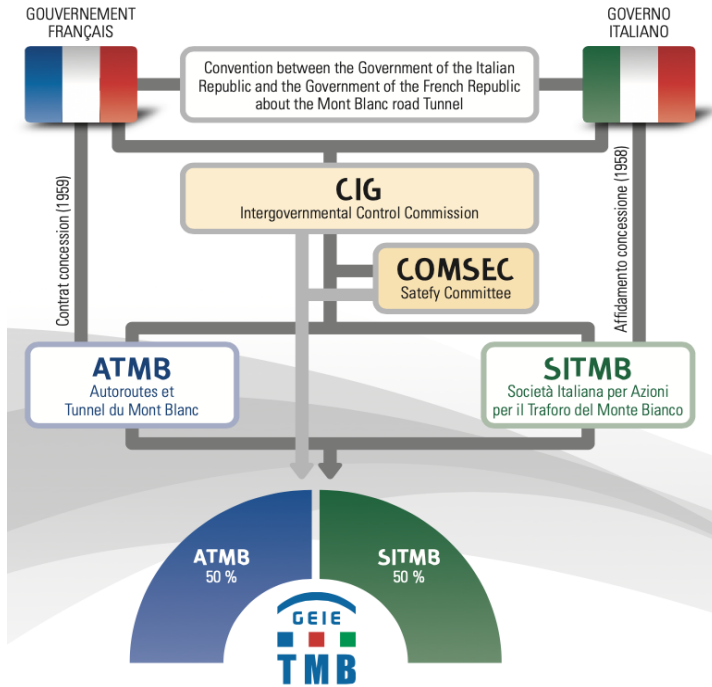 GOUVERNEMENT
FRANÇAIS
GOVERNO
ITALIANO
Convention between the Government of the Italian
Republic and the Government of the French Republic
about the Mont Blanc road Tunnel
CIG
Intergovernmental Control Commission
Contrat concession (1959)
Affidamento concessione (1958)
COMSEC
Satefy Committee
ATMB
Autoroutes et
Tunnel du Mont Blanc
SITMB
Società Italiana per Azioni
per il Traforo del Monte Bianco
ATMB
50 %
SITMB
50 %
GEIE
TMB